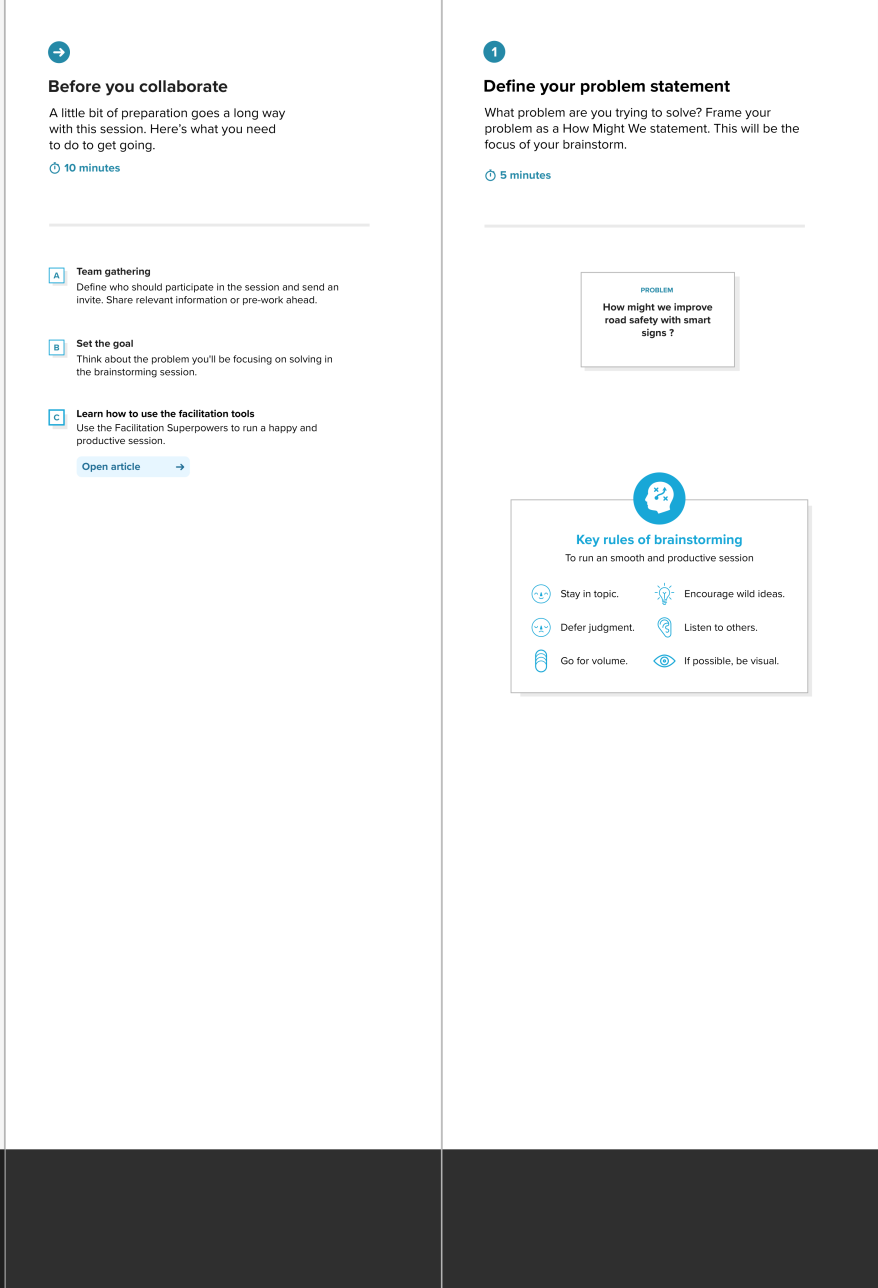 Before you collaborate
A little bit of preparation goes a long way
with this session. Here's what you need
to do to get going.
10 minutes
A
Team gathering
Define who should participate in the session and send an
invite. Share relevant information or pre-work ahead.
B
Set the goal
Think about the problem you'll be focusing on solving in
the brainstorming session.
C
Learn how to use the facilitation tools
Use the Facilitation Superpowers to run a happy and
productive session.
Open article
1
Define your problem statement
What problem are you trying to solve? Frame your
problem as a How Might We statement. This will be the
focus of your brainstorm.
5 minutes
PROBLEM
How might we improve
road safety with smart
signs ?
Key rules of brainstorming
To run an smooth and productive session
Stay in topic.
Encourage wild ideas.
Defer judgment.
Listen to others.
Go for volume.
If possible, be visual.